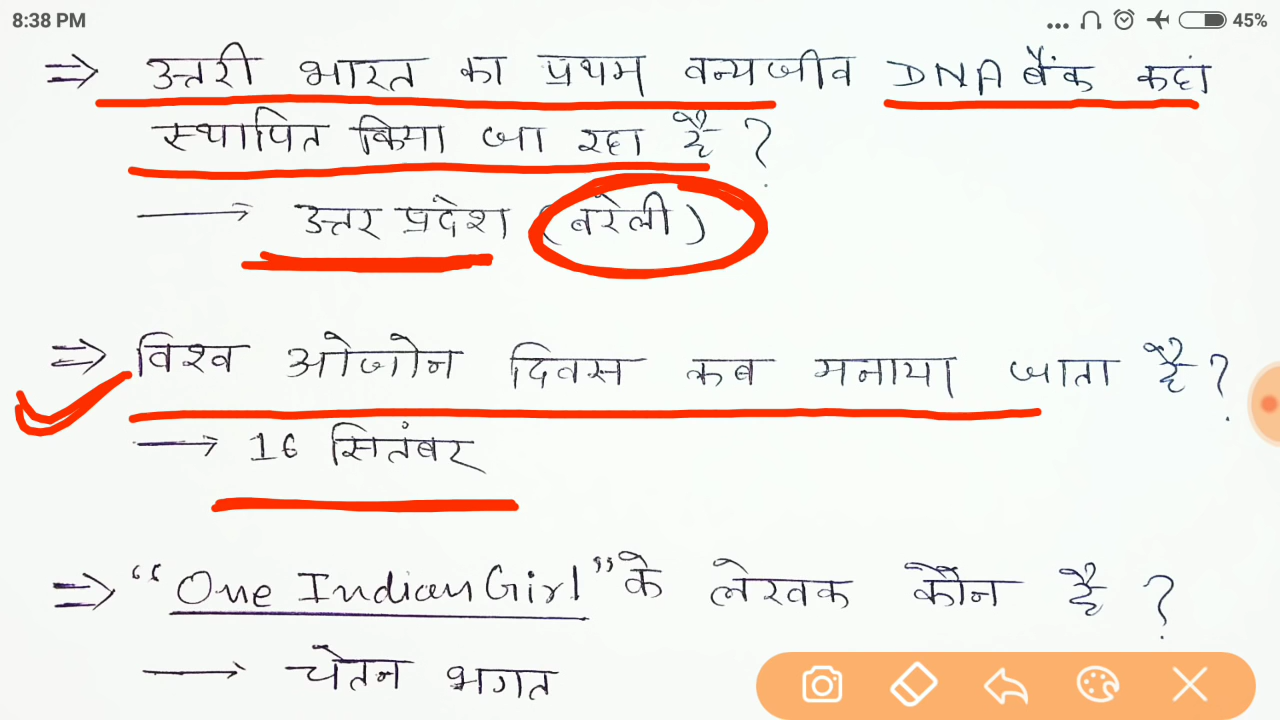 8:38 PM ... 45%
⇒ उत्तरी भारत का प्रथम वन्यजीव DNA बैंक कहां
स्थापित किया जा रहा है ?
→ उत्तर प्रदेश (बरेली)
⇒ विश्व ओजोन दिवस कब मनाया जाता है ?
→ 16 सितंबर
⇒ “One Indian Girl” के लेखक कौन है ?
→ चेतन भगत